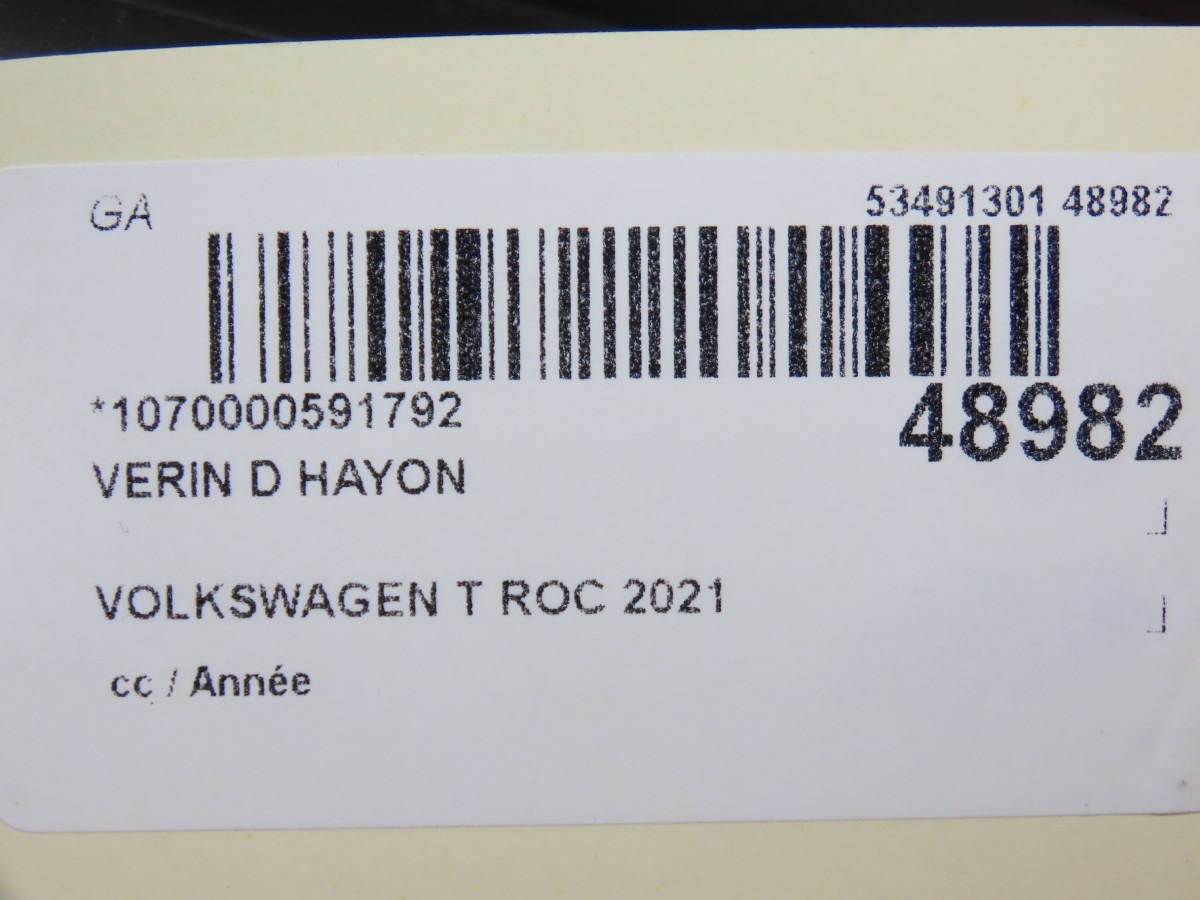 GA 53491301 48982
*1070000591792
48982
VERIN D HAYON
VOLKSWAGEN T ROC 2021
cc / Année